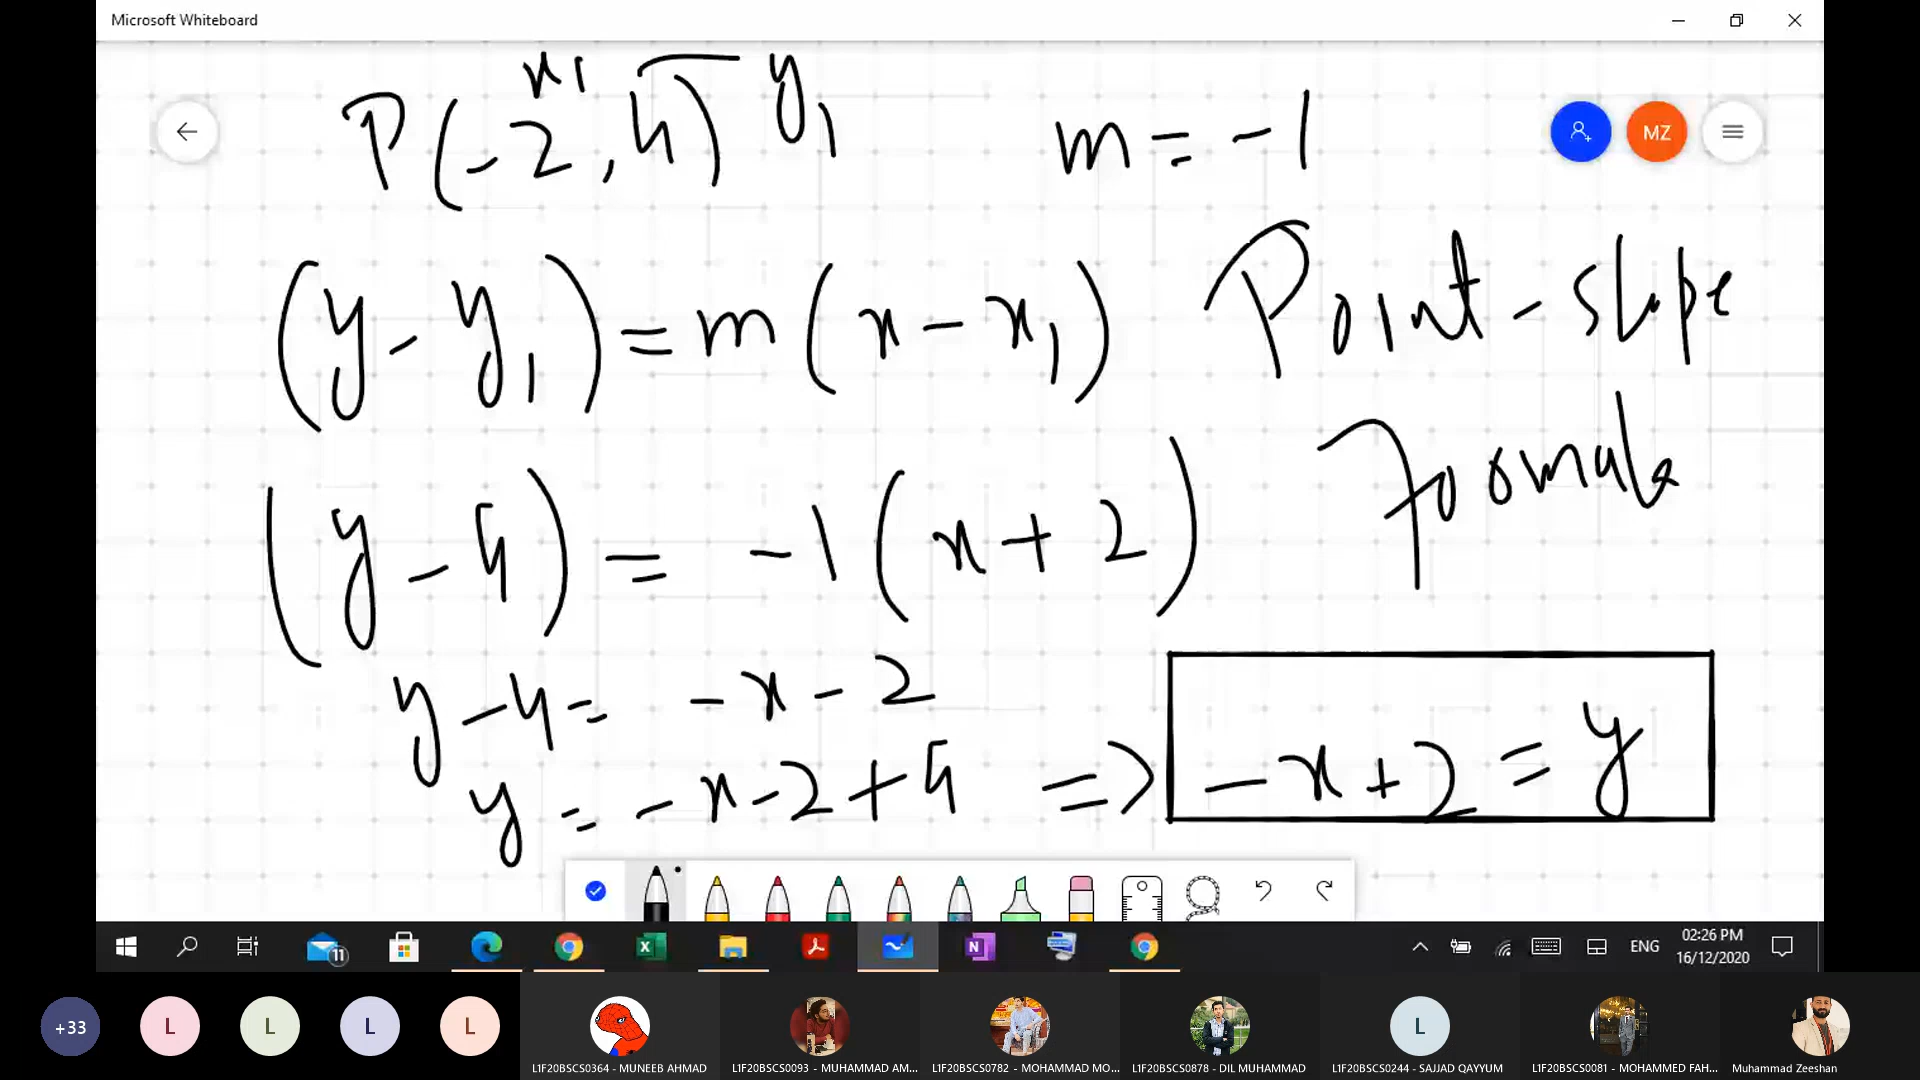 Microsoft Whiteboard
x₁ y₁
P(-2, 4) m = -1
MZ
(y - y₁) = m(x - x₁) Point-slope
Formula
(y - 4) = -1(x + 2)
y - 4 = -x - 2
y = -x - 2 + 4 => -x + 2 = y
11
ENG
02:26 PM
16/12/2020
+33
L
L
L
L
L
L1F20BSCS0364 - MUNEEB AHMAD
L1F20BSCS0093 - MUHAMMAD AM...
L1F20BSCS0782 - MOHAMMAD MO...
L1F20BSCS0878 - DIL MUHAMMAD
L1F20BSCS0244 - SAJJAD QAYYUM
L1F20BSCS0081 - MOHAMMED FAH...
Muhammad Zeeshan